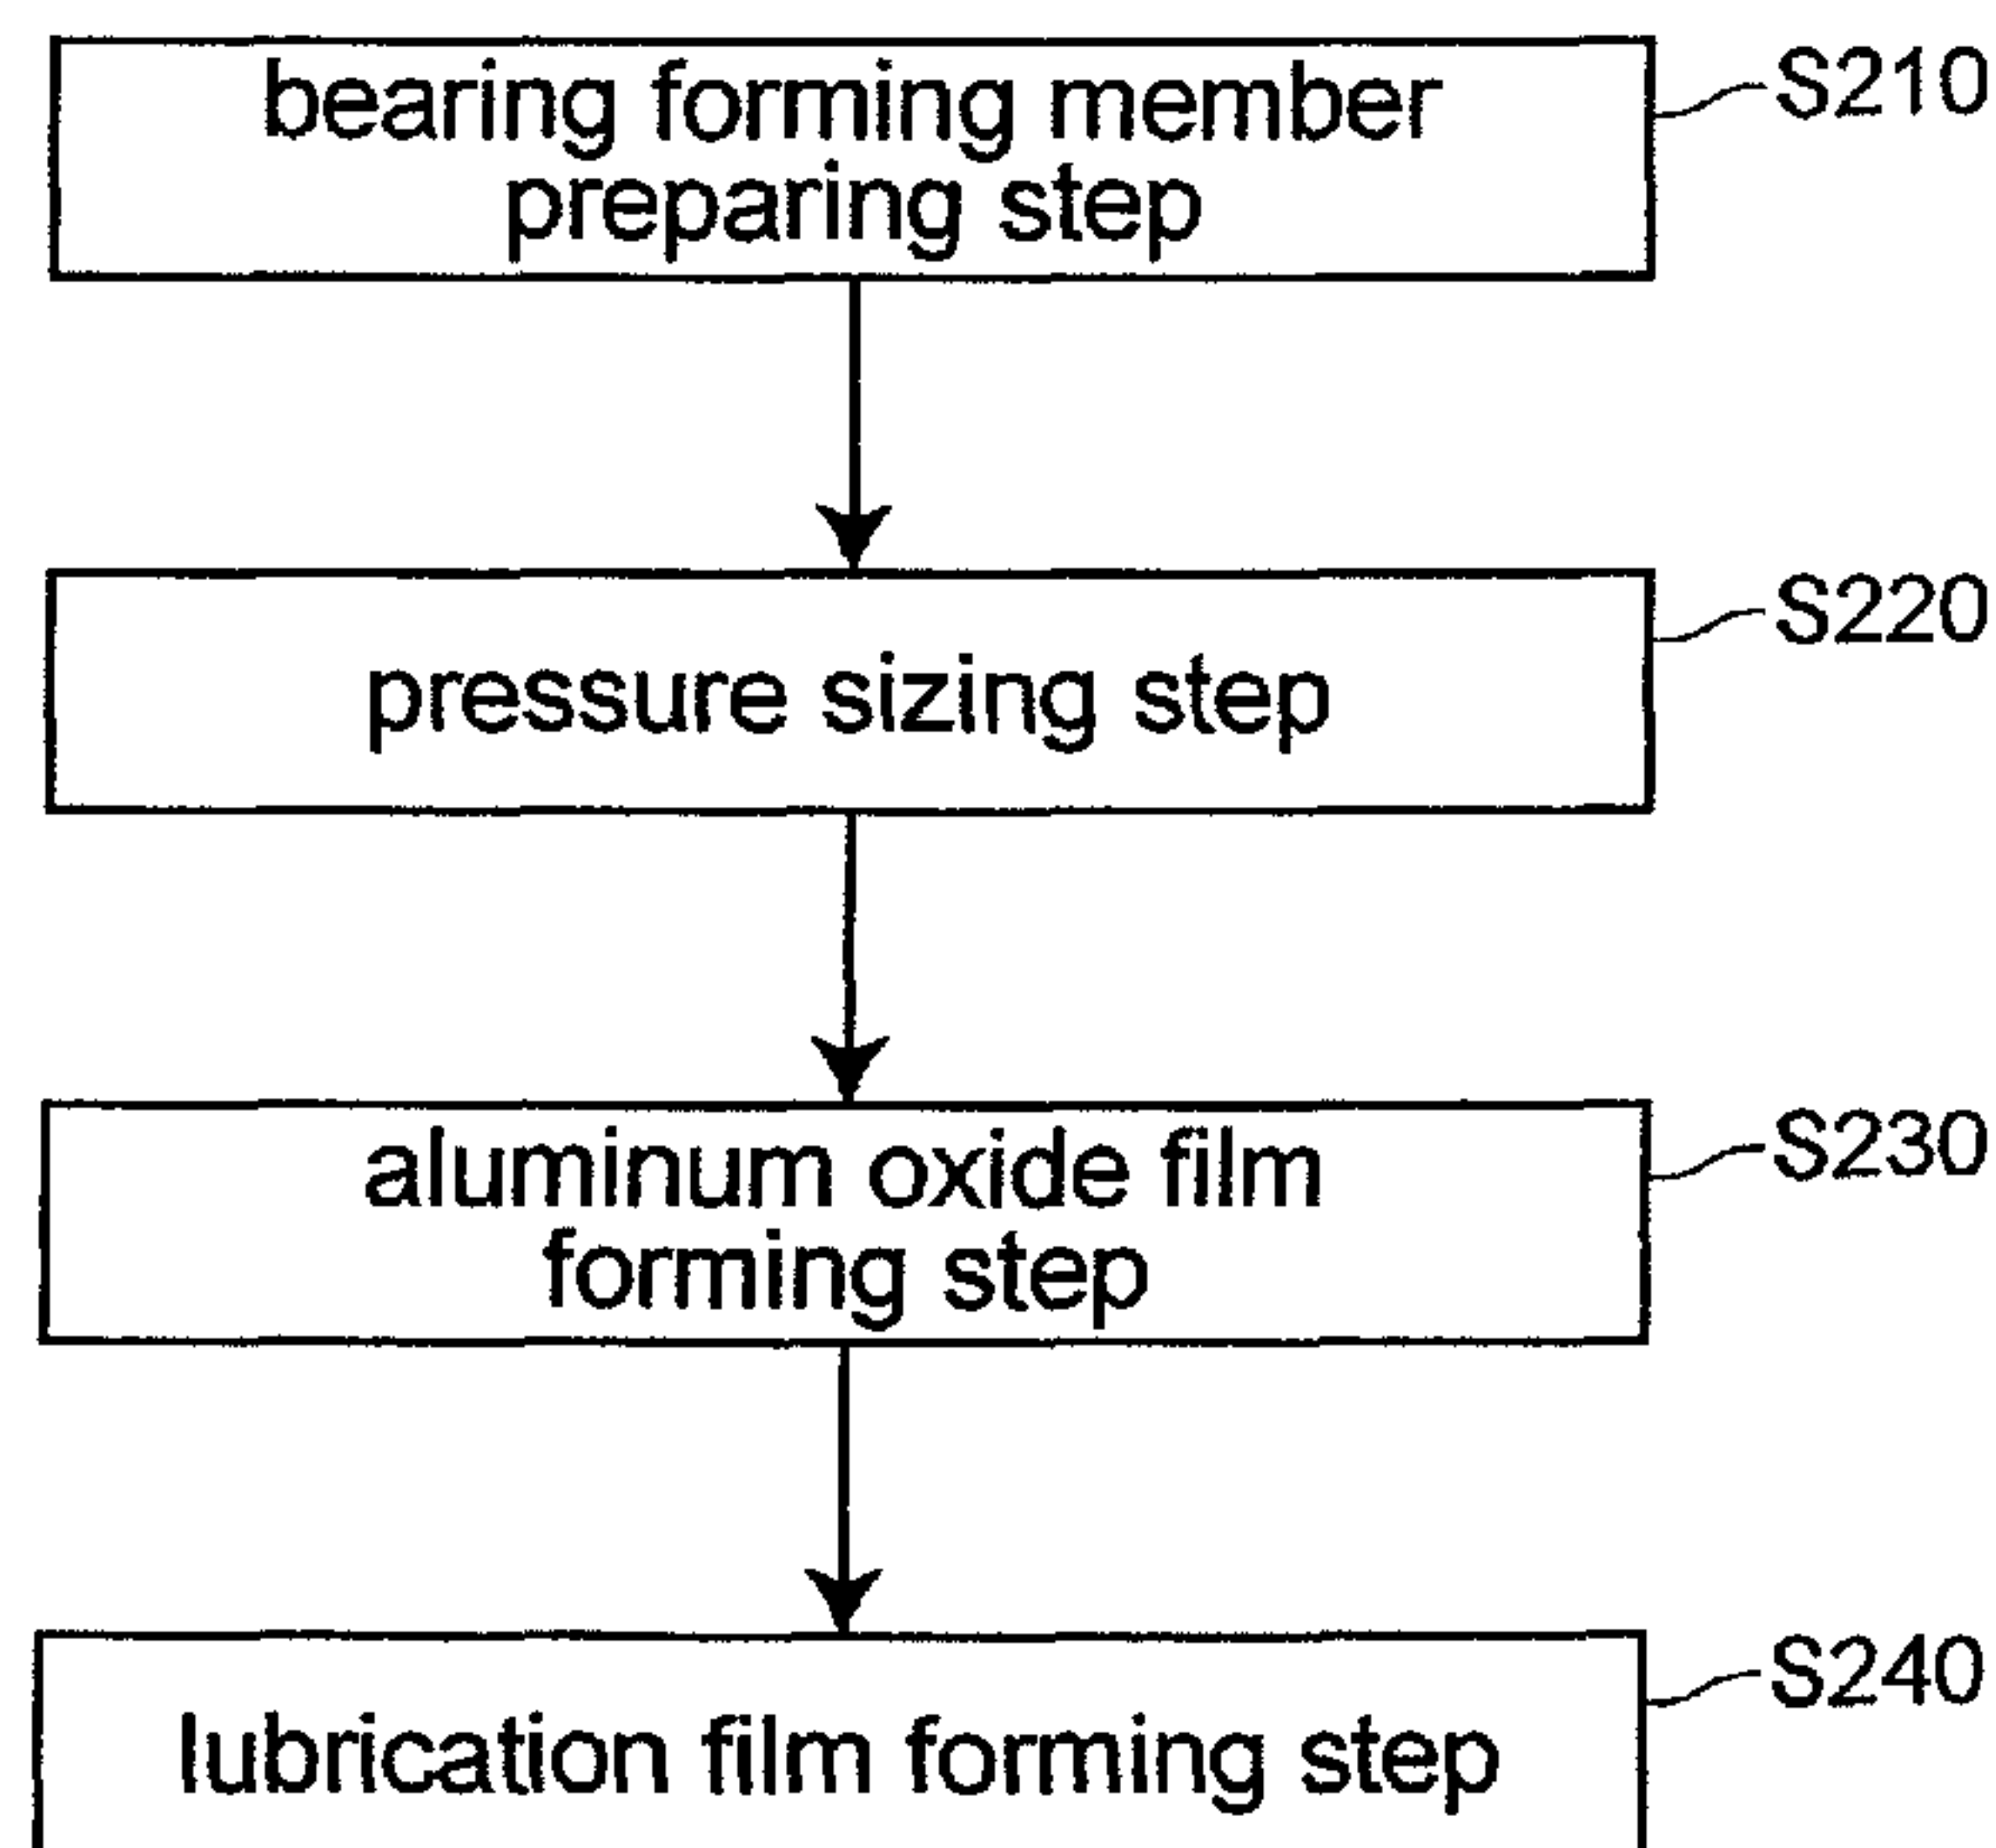 bearing forming member
preparing step
S210
pressure sizing step
S220
aluminum oxide film
forming step
S230
lubrication film forming step
S240